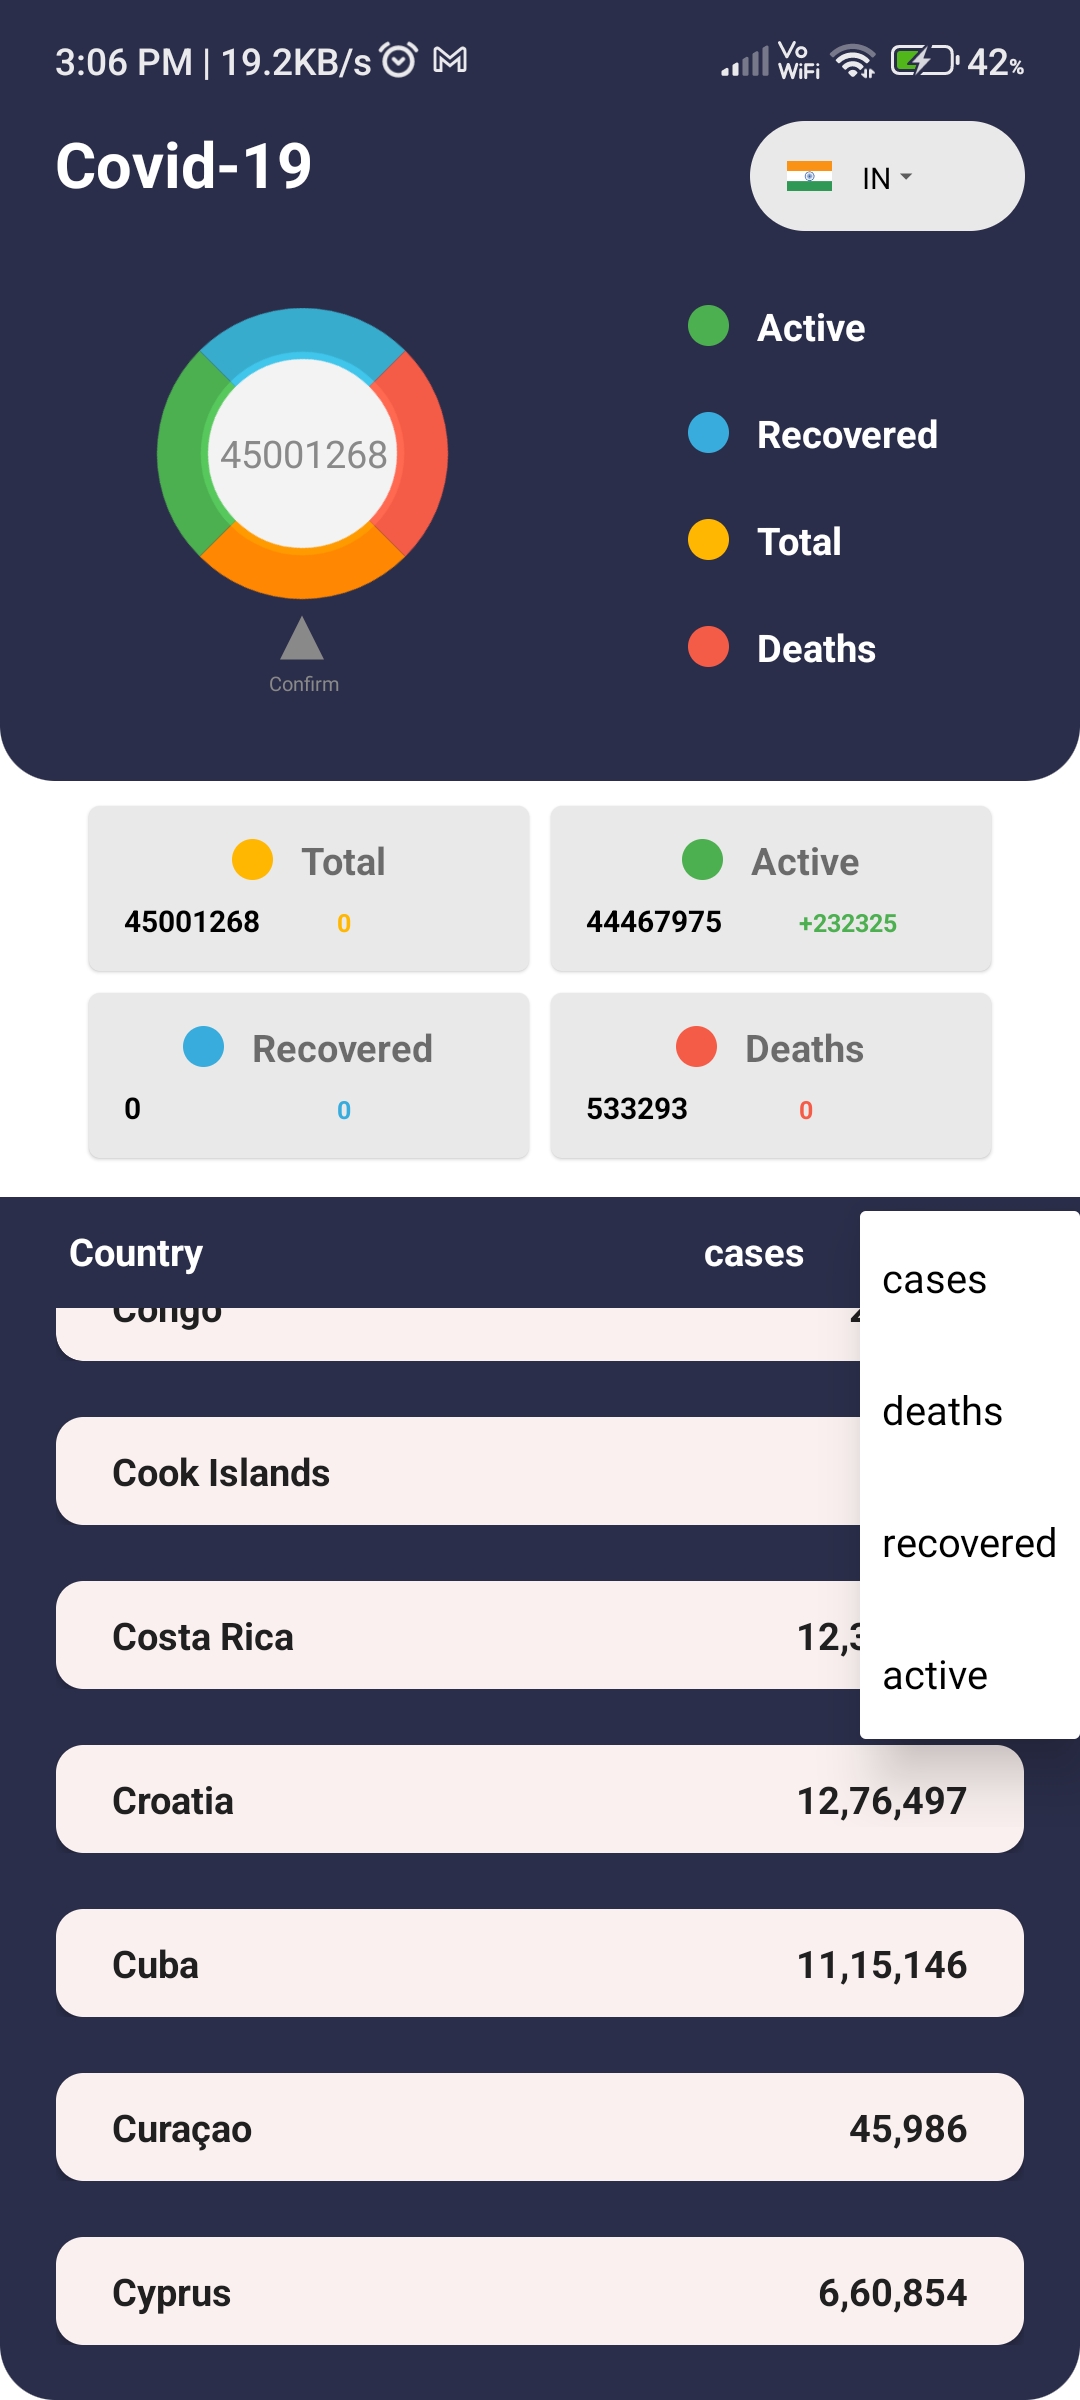 3:06 PM | 19.2KB/s Vo WiFi 42%
Covid-19
IN
45001268
Confirm
Active
Recovered
Total
Deaths
Total
45001268 0
Active
44467975 +232325
Recovered
0 0
Deaths
533293 0
Country cases
cases
deaths
recovered
active
Congo
Cook Islands
Costa Rica 12,3
Croatia 12,76,497
Cuba 11,15,146
Curaçao 45,986
Cyprus 6,60,854